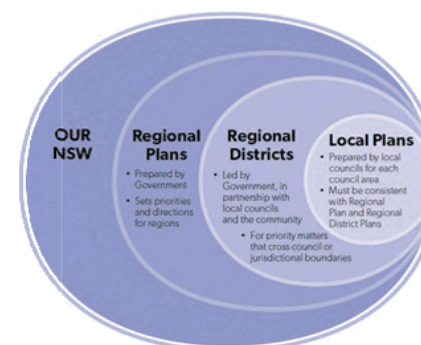 OUR
NSW
Regional
Plans
• Prepared by
Government
• Sets priorities
and directions
for regions
Regional
Districts
• Led by
Government, in
partnership with
local councils
and the community
• For priority matters
that cross council or
jurisdictional boundaries
Local Plans
• Prepared by local
councils for each
council area
• Must be consistent
with Regional
Plan and Regional
District Plans